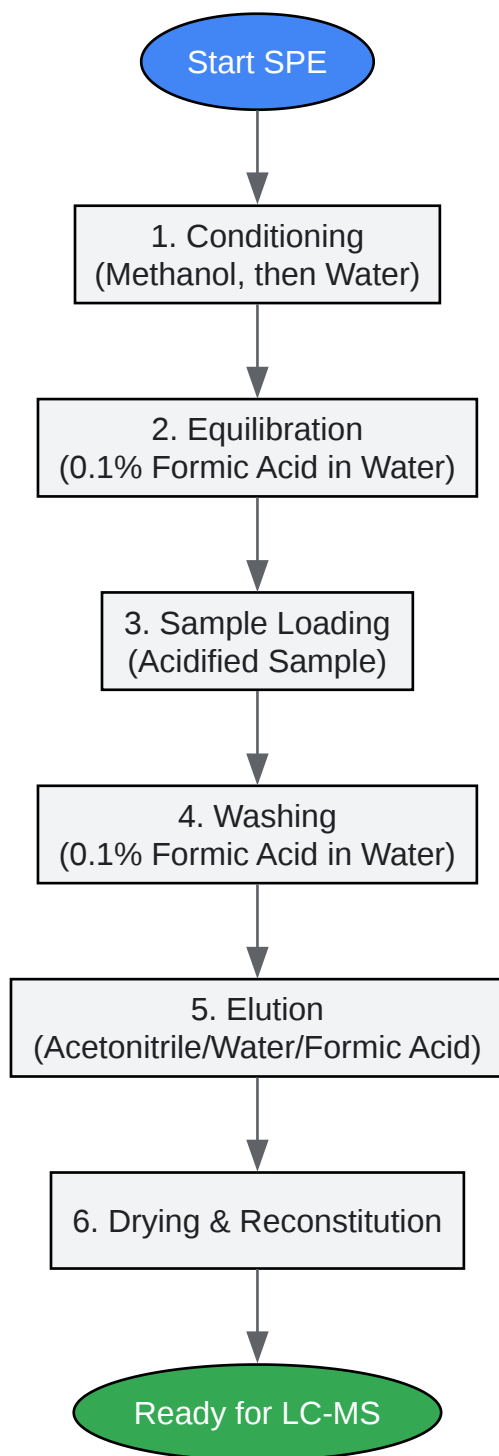 Start SPE
1. Conditioning
(Methanol, then Water)
2. Equilibration
(0.1% Formic Acid in Water)
3. Sample Loading
(Acidified Sample)
4. Washing
(0.1% Formic Acid in Water)
5. Elution
(Acetonitrile/Water/Formic Acid)
6. Drying & Reconstitution
Ready for LC-MS